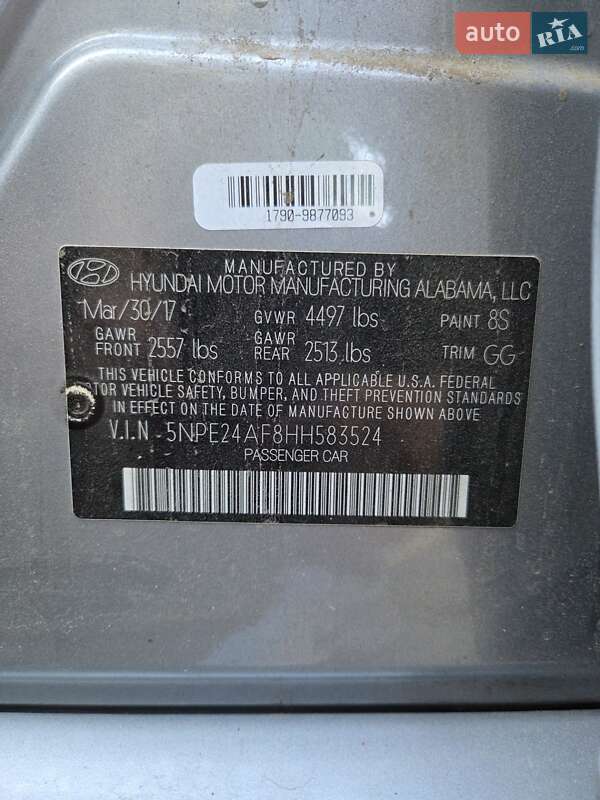 auto RIA.com
1790-9877093
MANUFACTURED BY
HYUNDAI MOTOR MANUFACTURING ALABAMA, LLC
Mar/30/17 GVWR 4497 lbs PAINT 8S
GAWR FRONT 2557 lbs GAWR REAR 2513 lbs TRIM GG
THIS VEHICLE CONFORMS TO ALL APPLICABLE U.S.A. FEDERAL
MOTOR VEHICLE SAFETY, BUMPER, AND THEFT PREVENTION STANDARDS
IN EFFECT ON THE DATE OF MANUFACTURE SHOWN ABOVE
V.I.N 5NPE24AF8HH583524
PASSENGER CAR